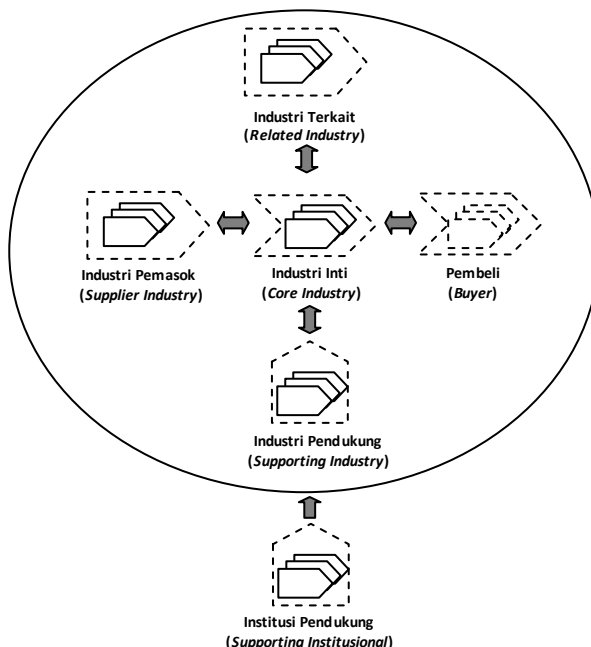 Industri Terkait
(Related Industry)
Industri Pemasok
(Supplier Industry)
Industri Inti
(Core Industry)
Pembeli
(Buyer)
Industri Pendukung
(Supporting Industry)
Institusi Pendukung
(Supporting Institusional)